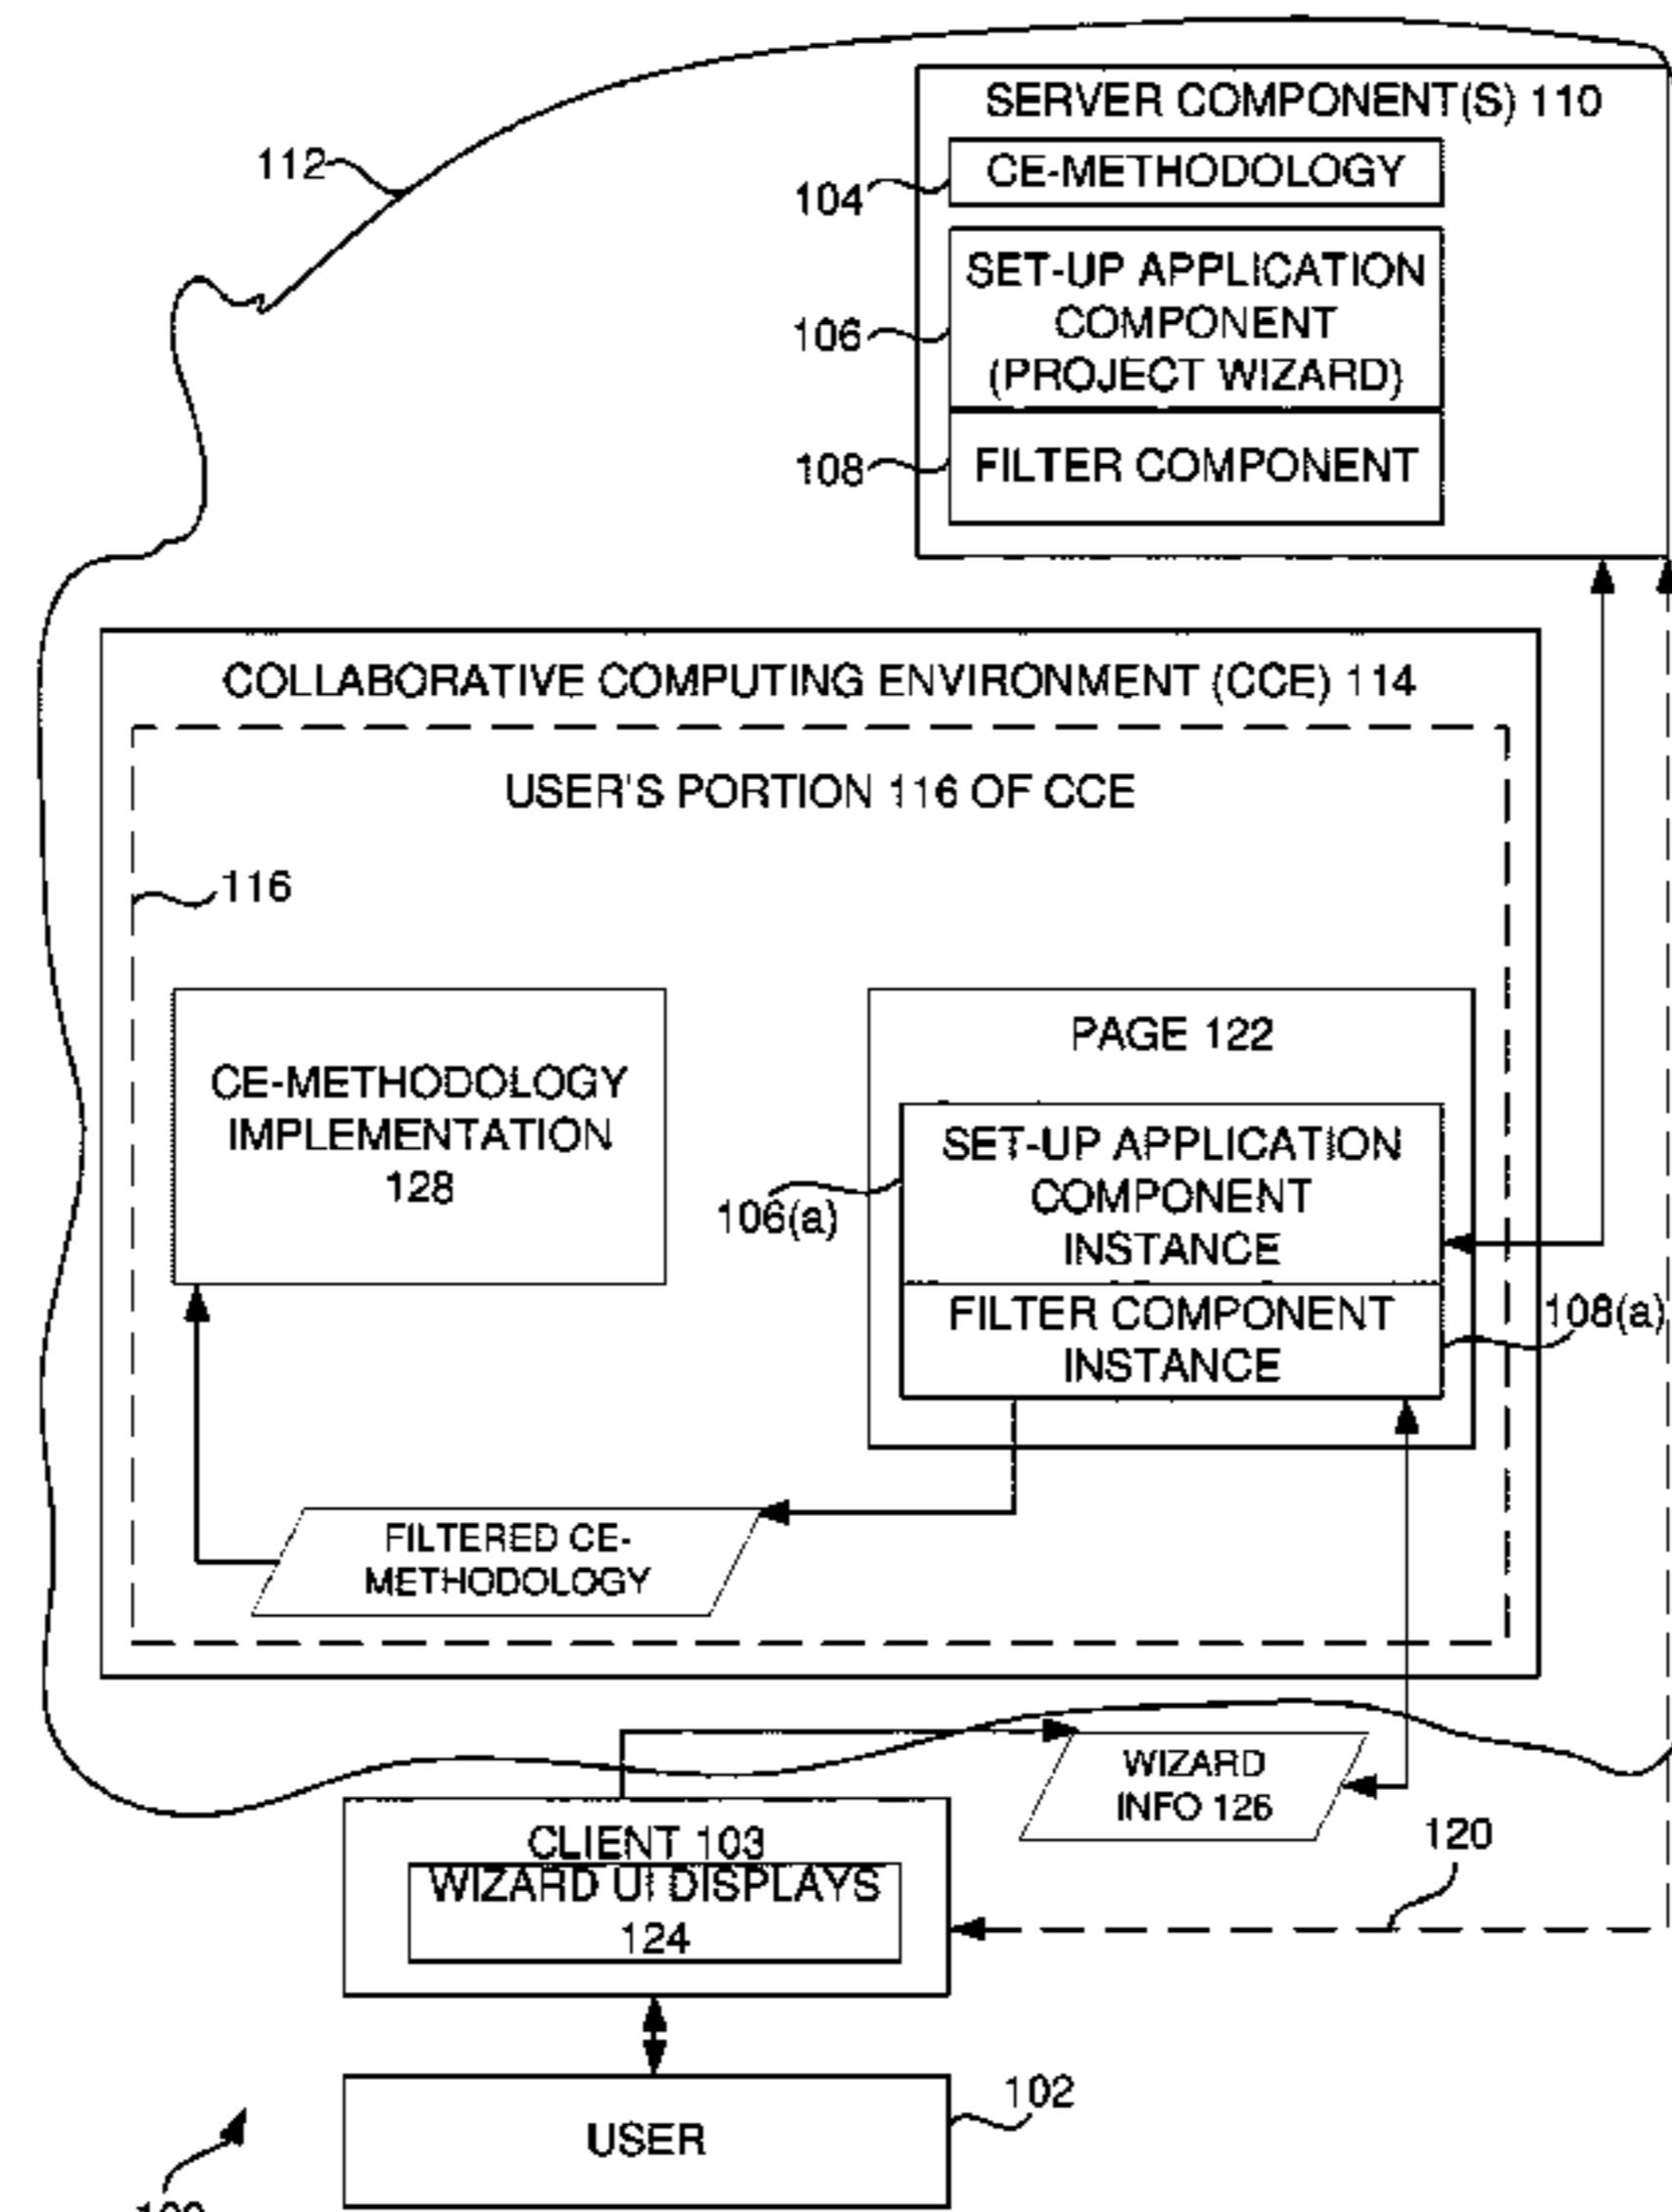 SERVER COMPONENT(S) 110
112
CE-METHODOLOGY
104
SET-UP APPLICATION
COMPONENT
(PROJECT WIZARD)
106
FILTER COMPONENT
108
COLLABORATIVE COMPUTING ENVIRONMENT (CCE) 114
USER'S PORTION 116 OF CCE
116
PAGE 122
CE-METHODOLOGY
IMPLEMENTATION
128
SET-UP APPLICATION
COMPONENT
INSTANCE
106(a)
FILTER COMPONENT
INSTANCE
108(a)
FILTERED CE-
METHODOLOGY
WIZARD
INFO 126
120
CLIENT 103
WIZARD UI DISPLAYS
124
102
USER